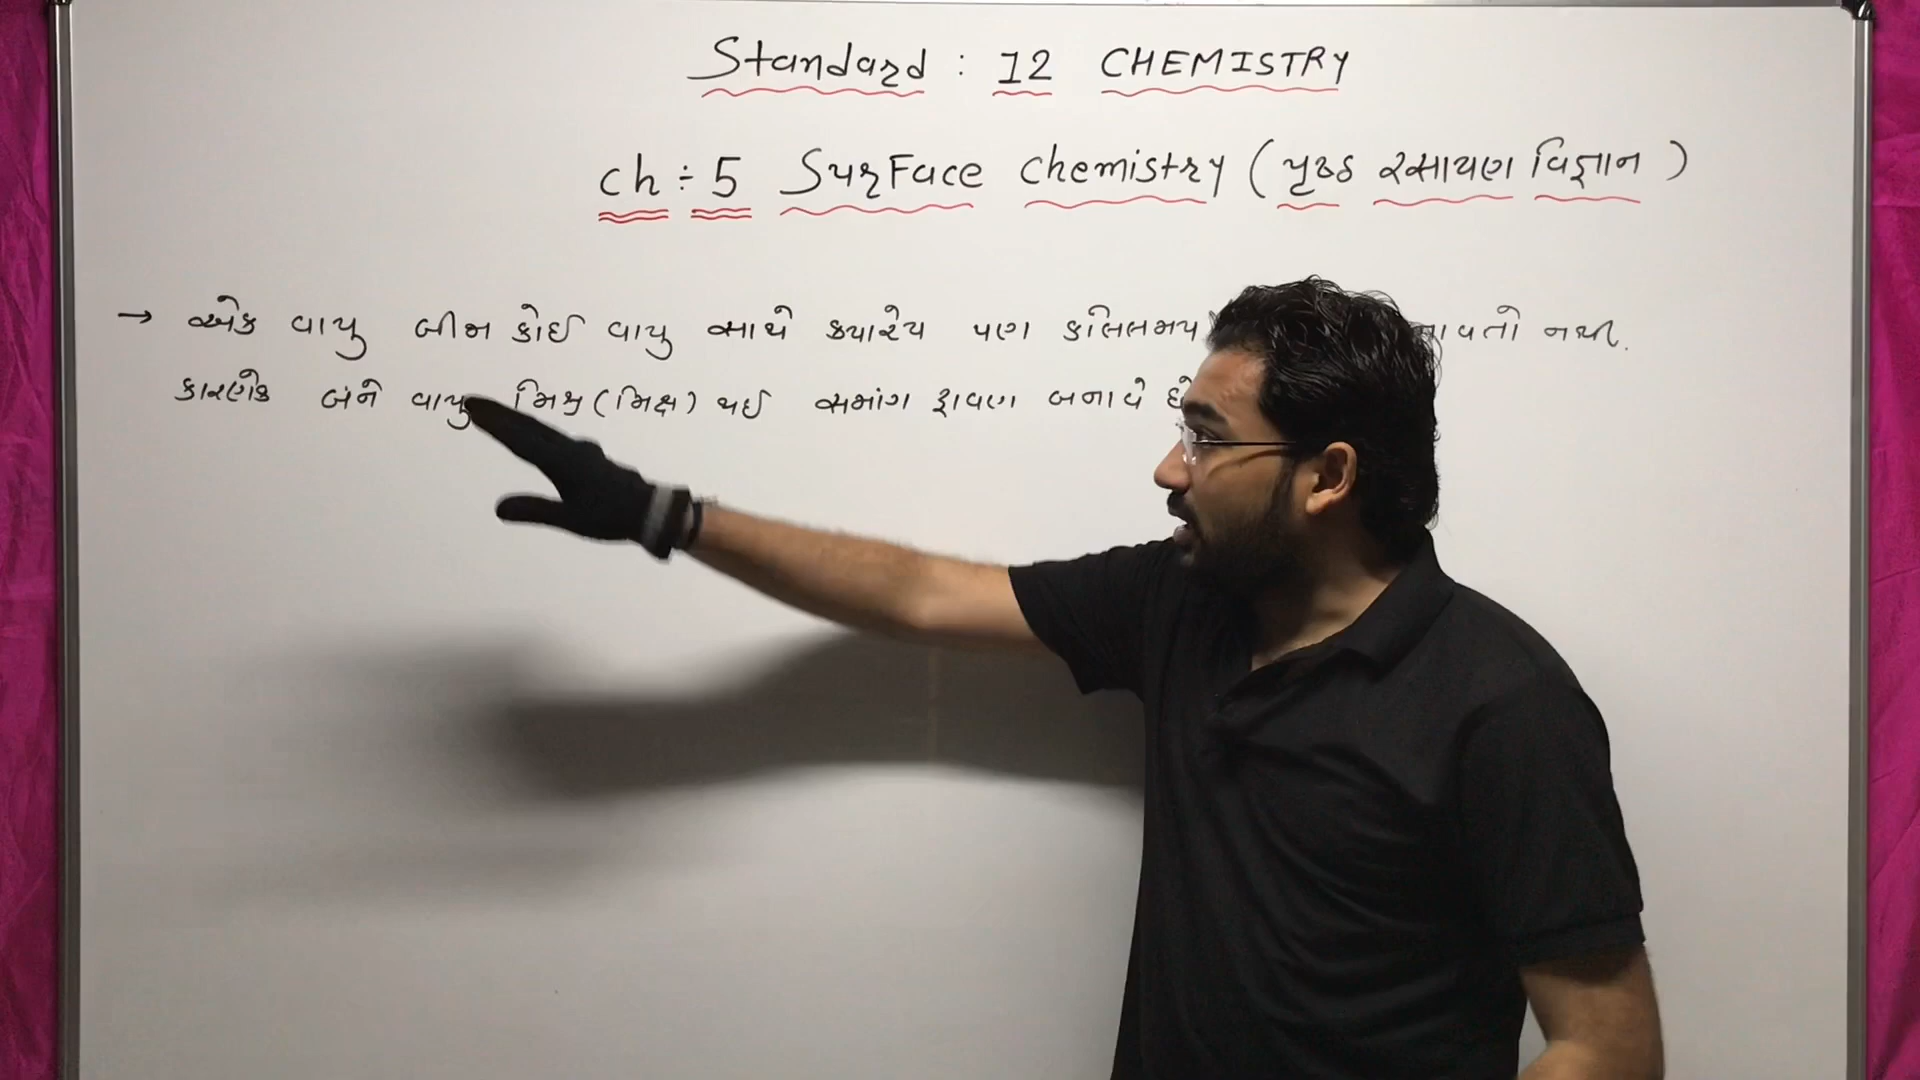 Standard : 12 CHEMISTRY
ch ÷ 5 Surface Chemistry (પૃષ્ઠ રસાયણ વિજ્ઞાન)
→ એક વાયુ બીજા કોઈ વાયુ સાથે ક્યારેય પણ કલિલમય નાવતો નથી.
કારણકે બંને વાયુ મિશ્ર (મિક્ષ) થઈ સમાંગ દ્રાવણ બનાવે છે